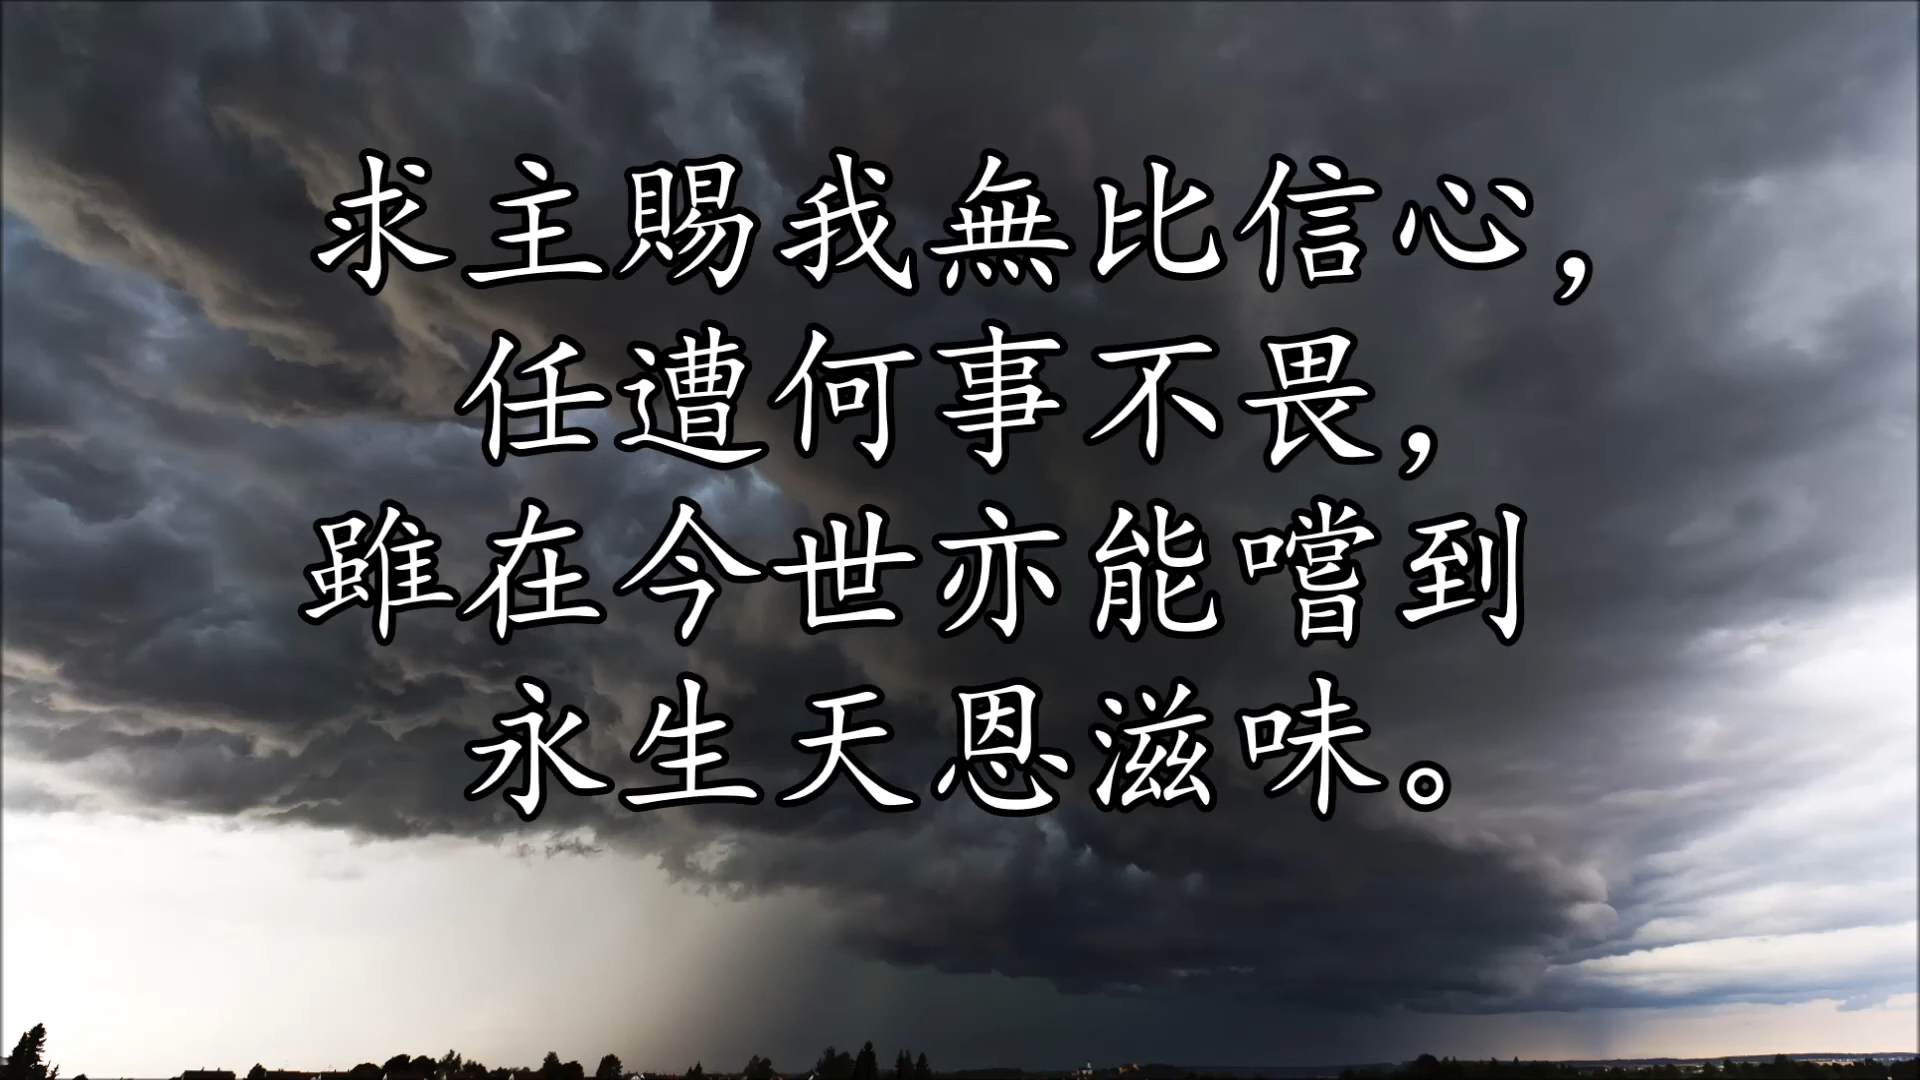 求主賜我無比信心，
任遭何事不畏，
雖在今世亦能嚐到
永生天恩滋味。